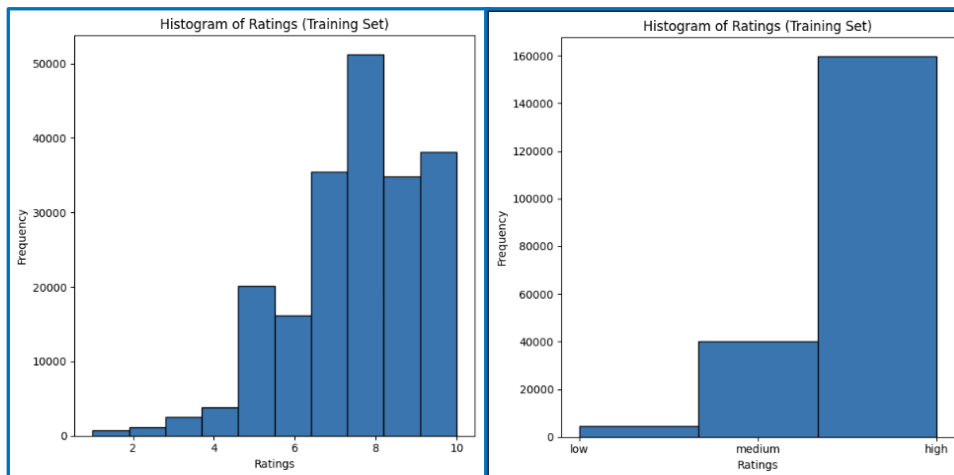 Histogram of Ratings (Training Set)
50000
40000
30000
20000
10000
0
Frequency
2 4 6 8 10
Ratings
Histogram of Ratings (Training Set)
160000
140000
120000
100000
80000
60000
40000
20000
0
Frequency
low medium high
Ratings